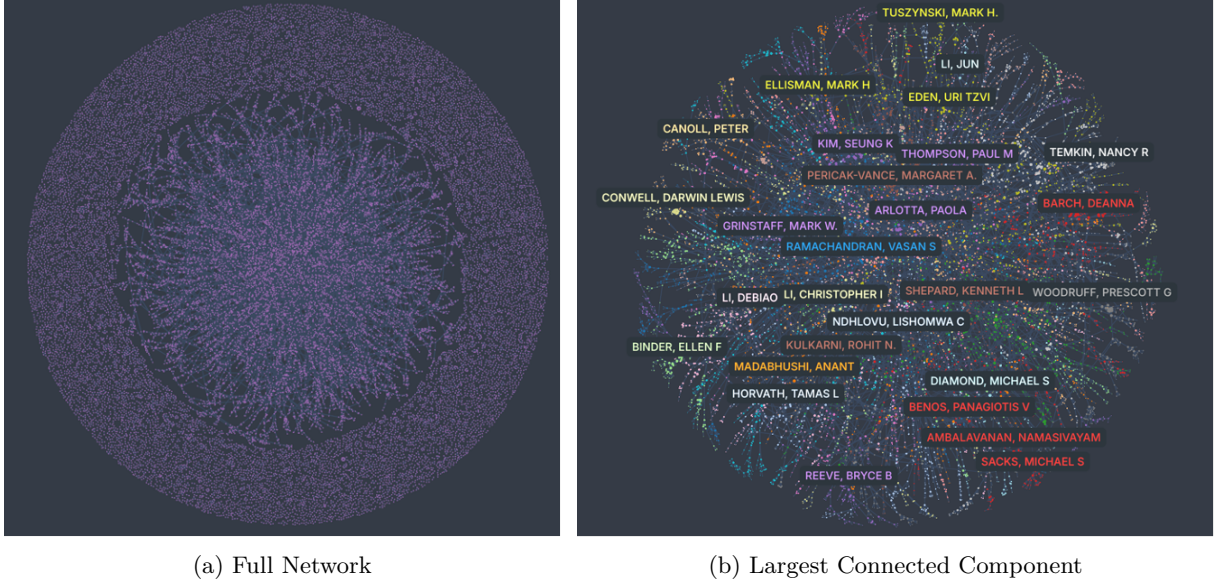 TUSZYNSKI, MARK H.
LI, JUN
ELLISMAN, MARK H
EDEN, URI TZVI
CANOLL, PETER
KIM, SEUNG K
THOMPSON, PAUL M
TEMKIN, NANCY R
PERICAK-VANCE, MARGARET A.
CONWELL, DARWIN LEWIS
BARCH, DEANNA
ARLOTTA, PAOLA
GRINSTAFF, MARK W.
RAMACHANDRAN, VASAN S
LI, DEBIAO
LI, CHRISTOPHER I
SHEPARD, KENNETH L
WOODRUFF, PRESCOTT G
NDHLOVU, LISHOMWA C
BINDER, ELLEN F
KULKARNI, ROHIT N.
MADABHUSHI, ANANT
DIAMOND, MICHAEL S
HORVATH, TAMAS L
BENOS, PANAGIOTIS V
AMBALAVANAN, NAMASIVAYAM
SACKS, MICHAEL S
REEVE, BRYCE B
(a) Full Network
(b) Largest Connected Component